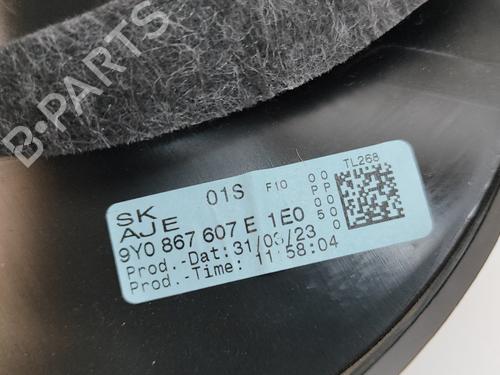 B-PARTS
TL268
01S F10
SK
AJE
9Y0 867 607 E 1E0
Prod.-Dat: 31/03/23
Prod.-Time: 11:58:04
00
PP
00
50